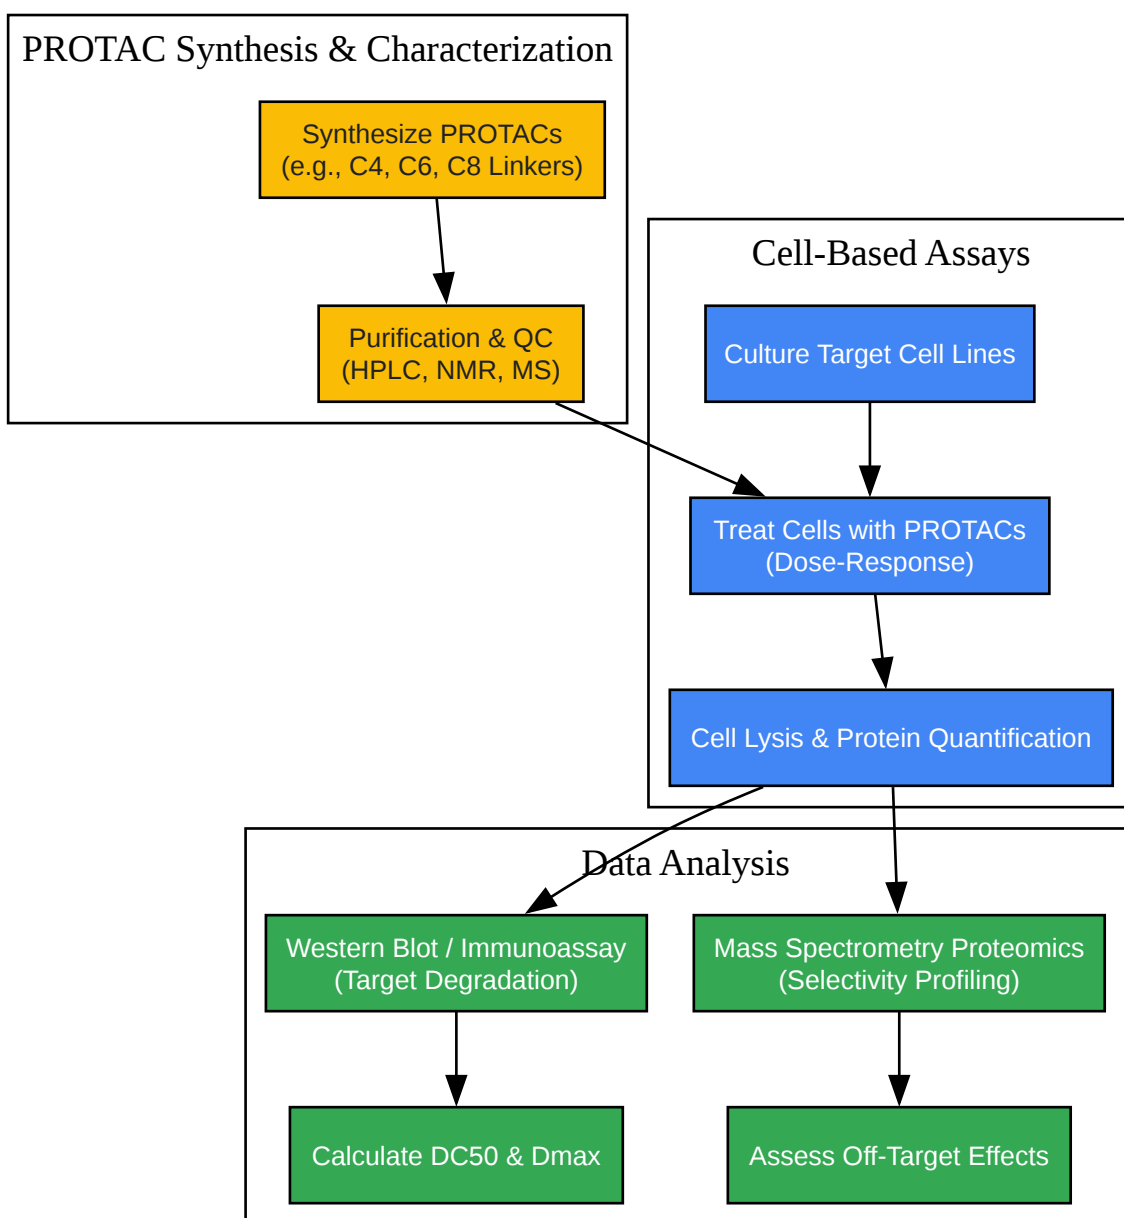 PROTAC Synthesis & Characterization
Synthesize PROTACs
(e.g., C4, C6, C8 Linkers)
Purification & QC
(HPLC, NMR, MS)
Cell-Based Assays
Culture Target Cell Lines
Treat Cells with PROTACs
(Dose-Response)
Cell Lysis & Protein Quantification
Data Analysis
Western Blot / Immunoassay
(Target Degradation)
Mass Spectrometry Proteomics
(Selectivity Profiling)
Calculate DC50 & Dmax
Assess Off-Target Effects